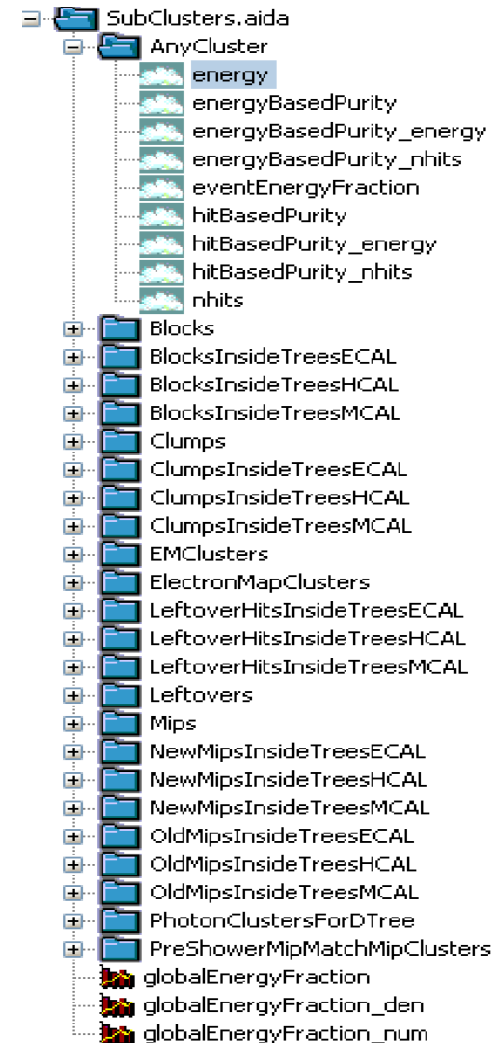 SubClusters.aida
AnyCluster
energy
energyBasedPurity
energyBasedPurity_energy
energyBasedPurity_nhits
eventEnergyFraction
hitBasedPurity
hitBasedPurity_energy
hitBasedPurity_nhits
nhits
Blocks
BlocksInsideTreesECAL
BlocksInsideTreesHCAL
BlocksInsideTreesMCAL
Clumps
ClumpsInsideTreesECAL
ClumpsInsideTreesHCAL
ClumpsInsideTreesMCAL
EMClusters
ElectronMapClusters
LeftoverHitsInsideTreesECAL
LeftoverHitsInsideTreesHCAL
LeftoverHitsInsideTreesMCAL
Leftovers
Mips
NewMipsInsideTreesECAL
NewMipsInsideTreesHCAL
NewMipsInsideTreesMCAL
OldMipsInsideTreesECAL
OldMipsInsideTreesHCAL
OldMipsInsideTreesMCAL
PhotonClustersForDTree
PreShowerMipMatchMipClusters
globalEnergyFraction
globalEnergyFraction_den
globalEnergyFraction_num